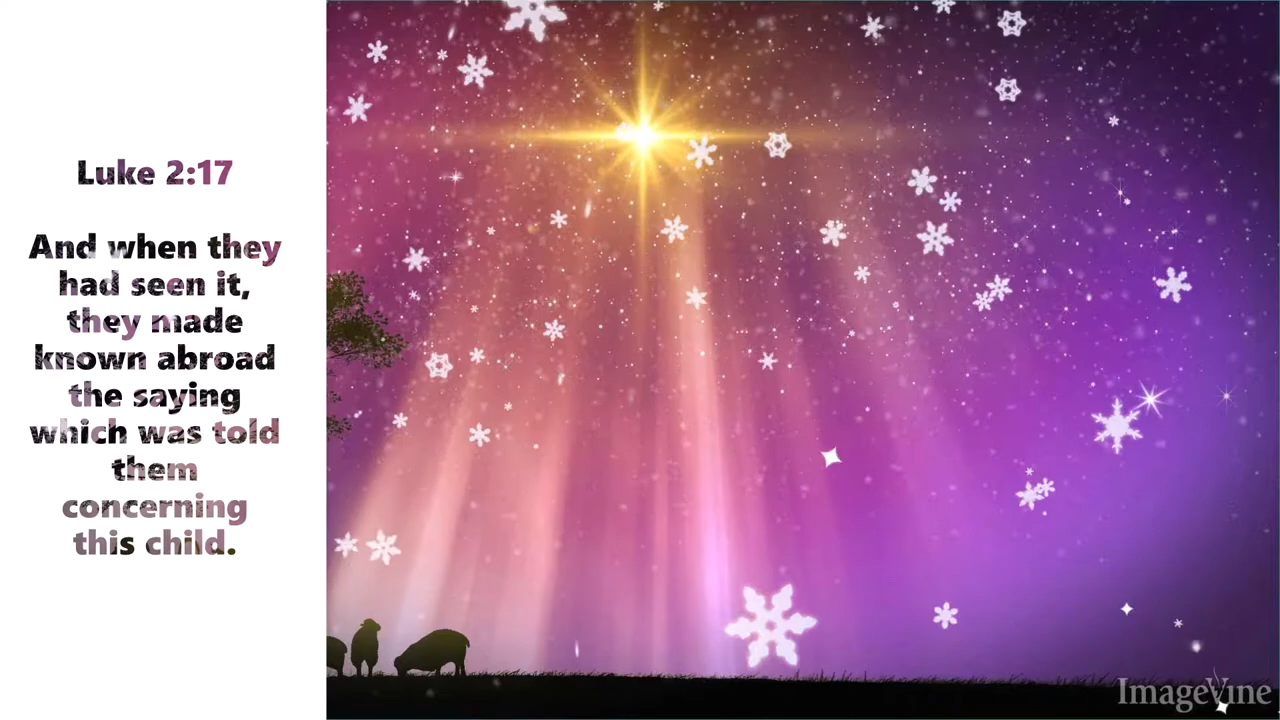 Luke 2:17
And when they
had seen it,
they made
known abroad
the saying
which was told
them
concerning
this child.
ImageVine